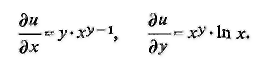 ∂u/∂x = y · x^{y−1},   ∂u/∂y = x^y · ln x.